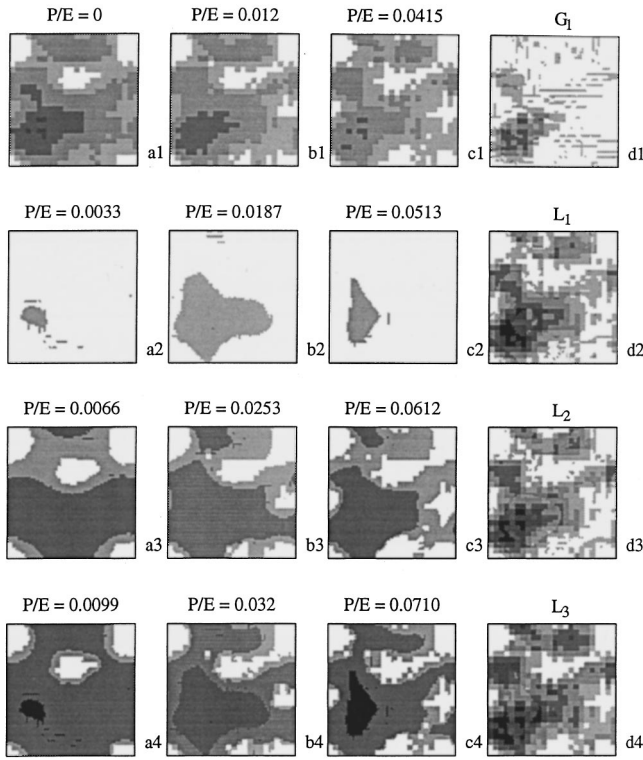 P/E = 0 P/E = 0.012 P/E = 0.0415 G₁
a1 b1 c1 d1
P/E = 0.0033 P/E = 0.0187 P/E = 0.0513 L₁
a2 b2 c2 d2
P/E = 0.0066 P/E = 0.0253 P/E = 0.0612 L₂
a3 b3 c3 d3
P/E = 0.0099 P/E = 0.032 P/E = 0.0710 L₃
a4 b4 c4 d4